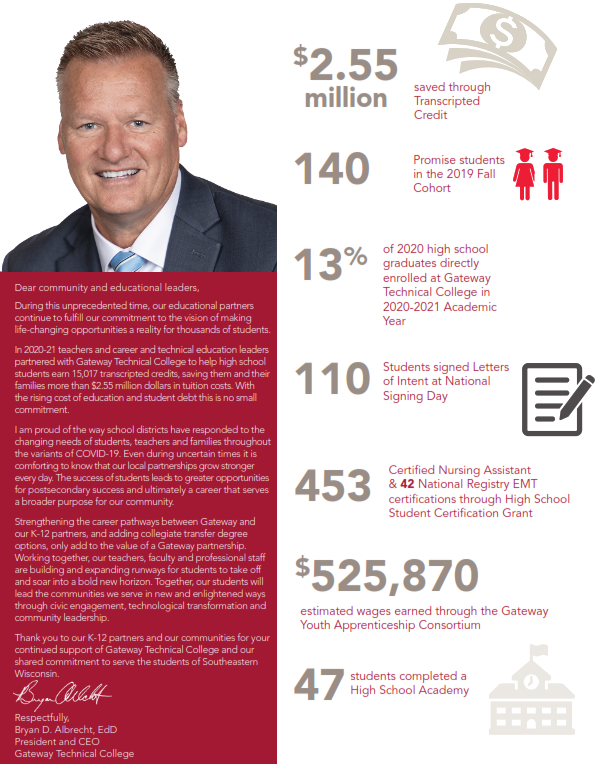 Dear community and educational leaders,
During this unprecedented time, our educational partners
continue to fulfill our commitment to the vision of making
life-changing opportunities a reality for thousands of students.
In 2020-21 teachers and career and technical education leaders
partnered with Gateway Technical College to help high school
students earn 15,017 transcripted credits, saving them and their
families more than $2.55 million dollars in tuition costs. With
the rising cost of education and student debt this is no small
commitment.
I am proud of the way school districts have responded to the
changing needs of students, teachers and families throughout
the variants of COVID-19. Even during uncertain times it is
comforting to know that our local partnerships grow stronger
every day. The success of students leads to greater opportunities
for postsecondary success and ultimately a career that serves
a broader purpose for our community.
Strengthening the career pathways between Gateway and
our K-12 partners, and adding collegiate transfer degree
options, only add to the value of a Gateway partnership.
Working together, our teachers, faculty and professional staff
are building and expanding runways for students to take off
and soar into a bold new horizon. Together, our students will
lead the communities we serve in new and enlightened ways
through civic engagement, technological transformation and
community leadership.
Thank you to our K-12 partners and our communities for your
continued support of Gateway Technical College and our
shared commitment to serve the students of Southeastern
Wisconsin.
Bryan Albrecht
Respectfully,
Bryan D. Albrecht, EdD
President and CEO
Gateway Technical College
$
$2.55
million
saved through
Transcripted
Credit
140
Promise students
in the 2019 Fall
Cohort
13%
of 2020 high school
graduates directly
enrolled at Gateway
Technical College in
2020-2021 Academic
Year
110
Students signed Letters
of Intent at National
Signing Day
453
Certified Nursing Assistant
& 42 National Registry EMT
certifications through High School
Student Certification Grant
$525,870
estimated wages earned through the Gateway
Youth Apprenticeship Consortium
47
students completed a
High School Academy